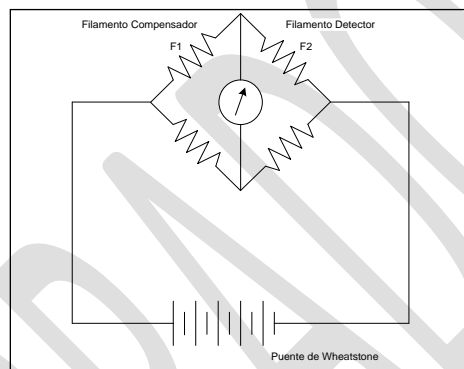 Filamento Compensador Filamento Detector
F1 F2
Puente de Wheatstone